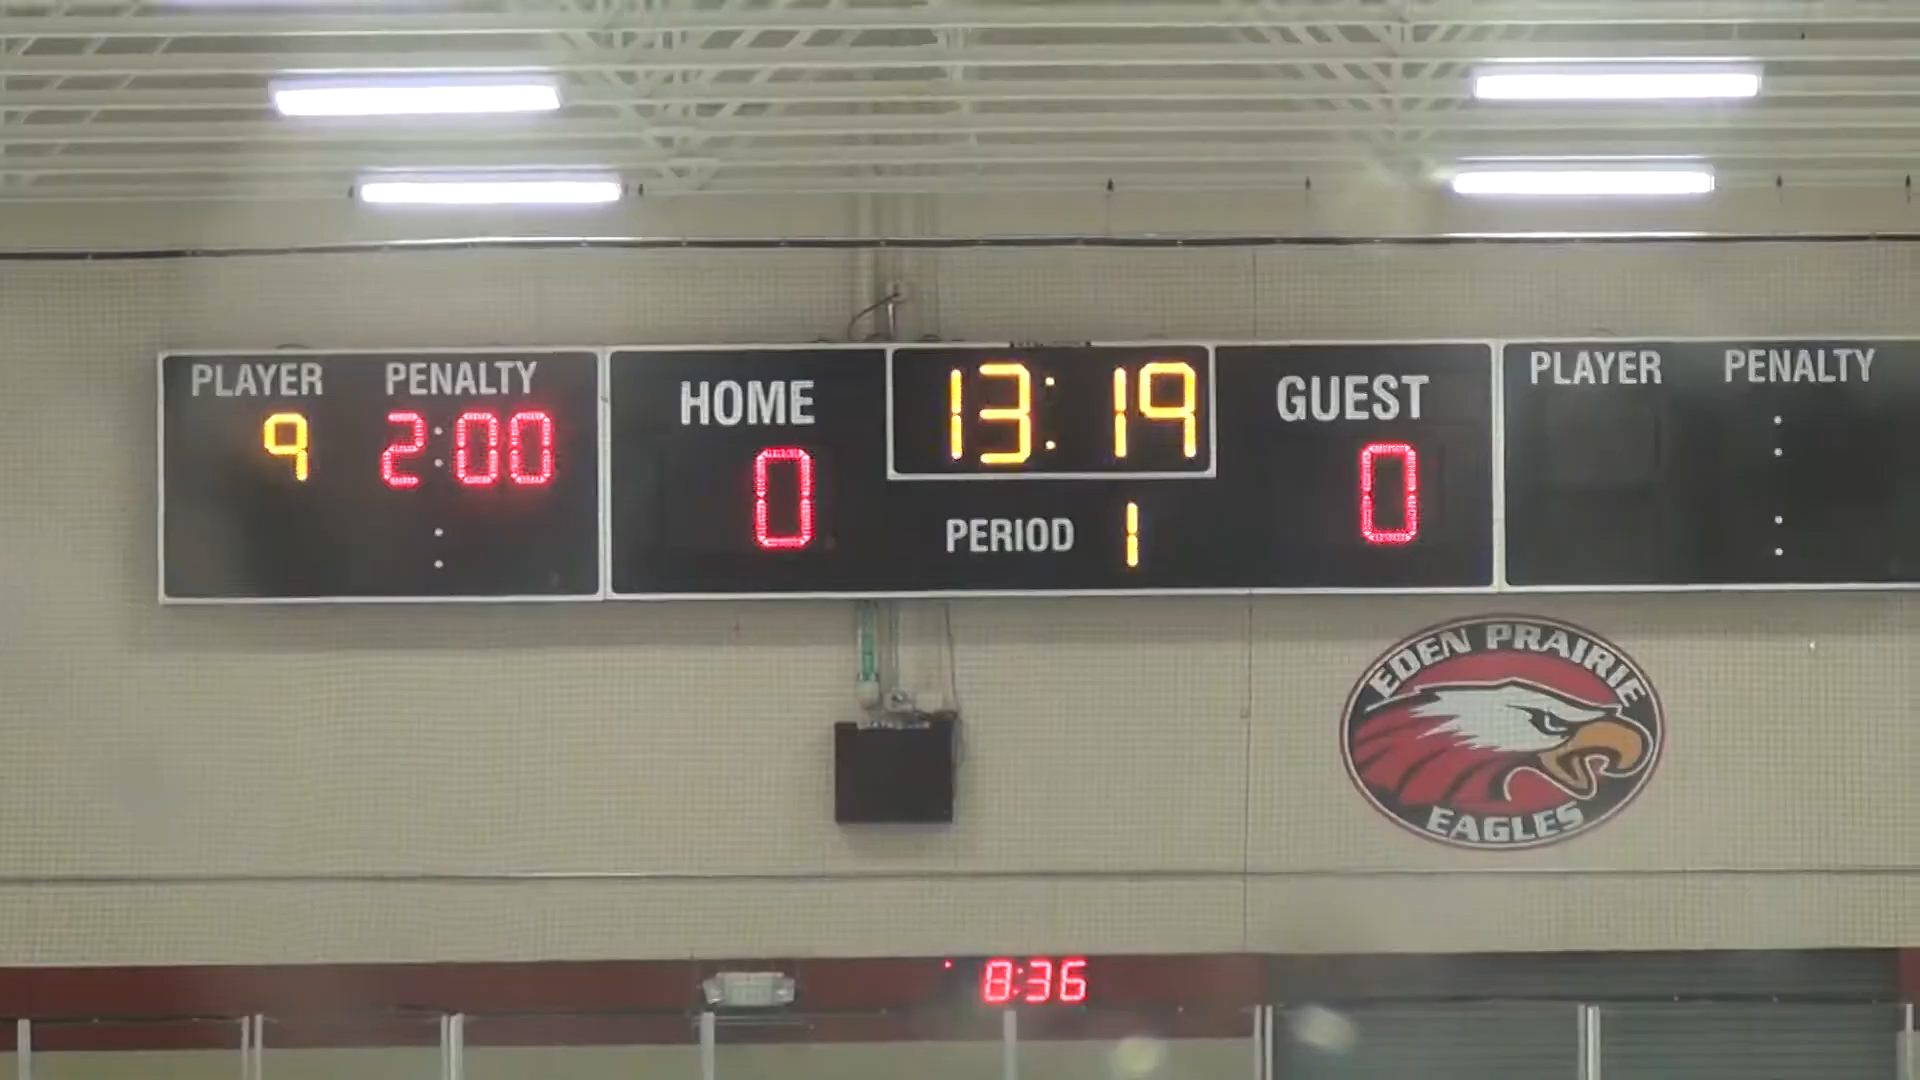 PLAYER PENALTY
9 2:00
HOME
0
13:19
PERIOD 1
GUEST
0
PLAYER PENALTY
:
:
:
EDEN PRAIRIE
EAGLES
8:36